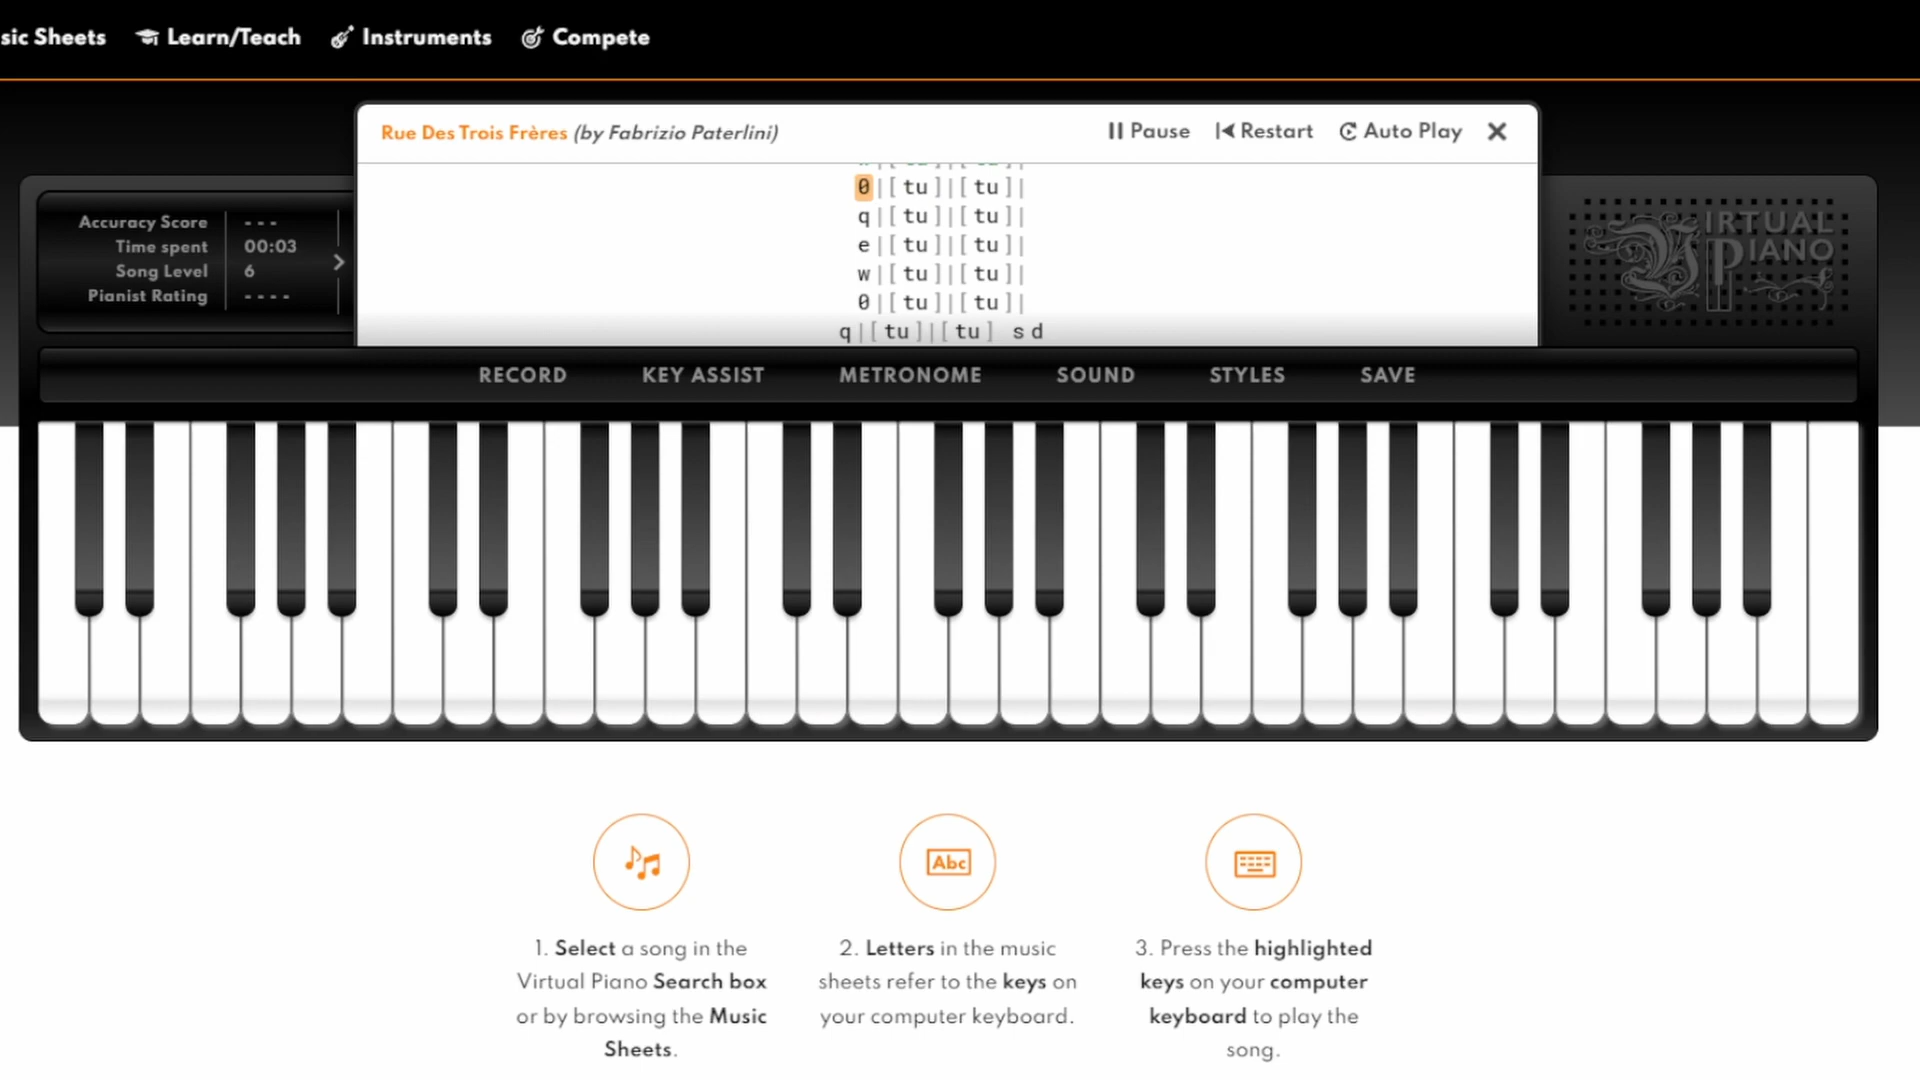 sic Sheets Learn/Teach Instruments Compete
Rue Des Trois Frères (by Fabrizio Paterlini) Pause Restart Auto Play
0|[tu]|[tu]|
q|[tu]|[tu]|
e|[tu]|[tu]|
w|[tu]|[tu]|
0|[tu]|[tu]|
q|[tu]|[tu] s d
Accuracy Score - - -
Time spent 00:03
Song Level 6
Pianist Rating - - - -
VIRTUAL
PIANO
RECORD KEY ASSIST METRONOME SOUND STYLES SAVE
Abc
1. Select a song in the
Virtual Piano Search box
or by browsing the Music
Sheets.
2. Letters in the music
sheets refer to the keys on
your computer keyboard.
3. Press the highlighted
keys on your computer
keyboard to play the
song.